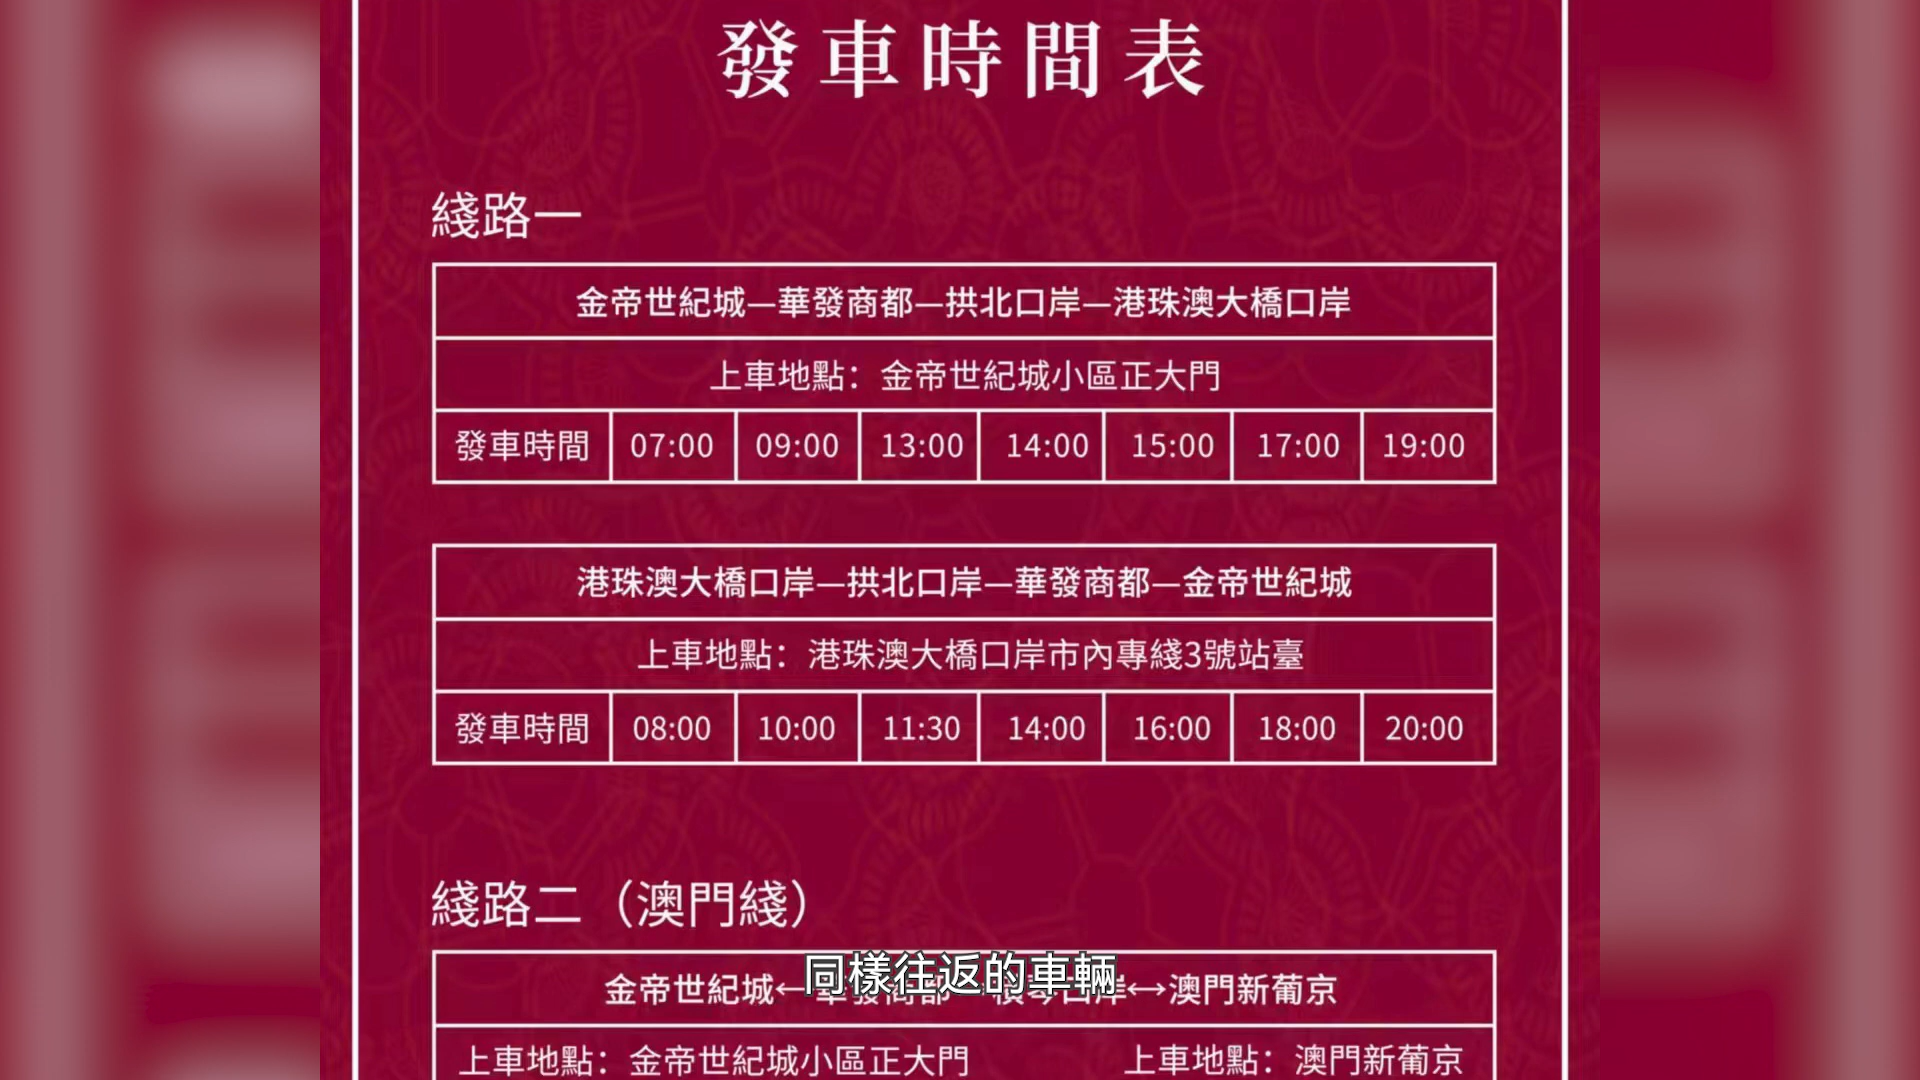 發車時間表
綫路一
金帝世紀城—華發商都—拱北口岸—港珠澳大橋口岸
上車地點：金帝世紀城小區正大門
發車時間 07:00 09:00 13:00 14:00 15:00 17:00 19:00
港珠澳大橋口岸—拱北口岸—華發商都—金帝世紀城
上車地點：港珠澳大橋口岸市內專綫3號站臺
發車時間 08:00 10:00 11:30 14:00 16:00 18:00 20:00
綫路二（澳門綫）
金帝世紀城←華發商都 橫琴口岸↔澳門新葡京
同樣往返的車輛
上車地點：金帝世紀城小區正大門 上車地點：澳門新葡京